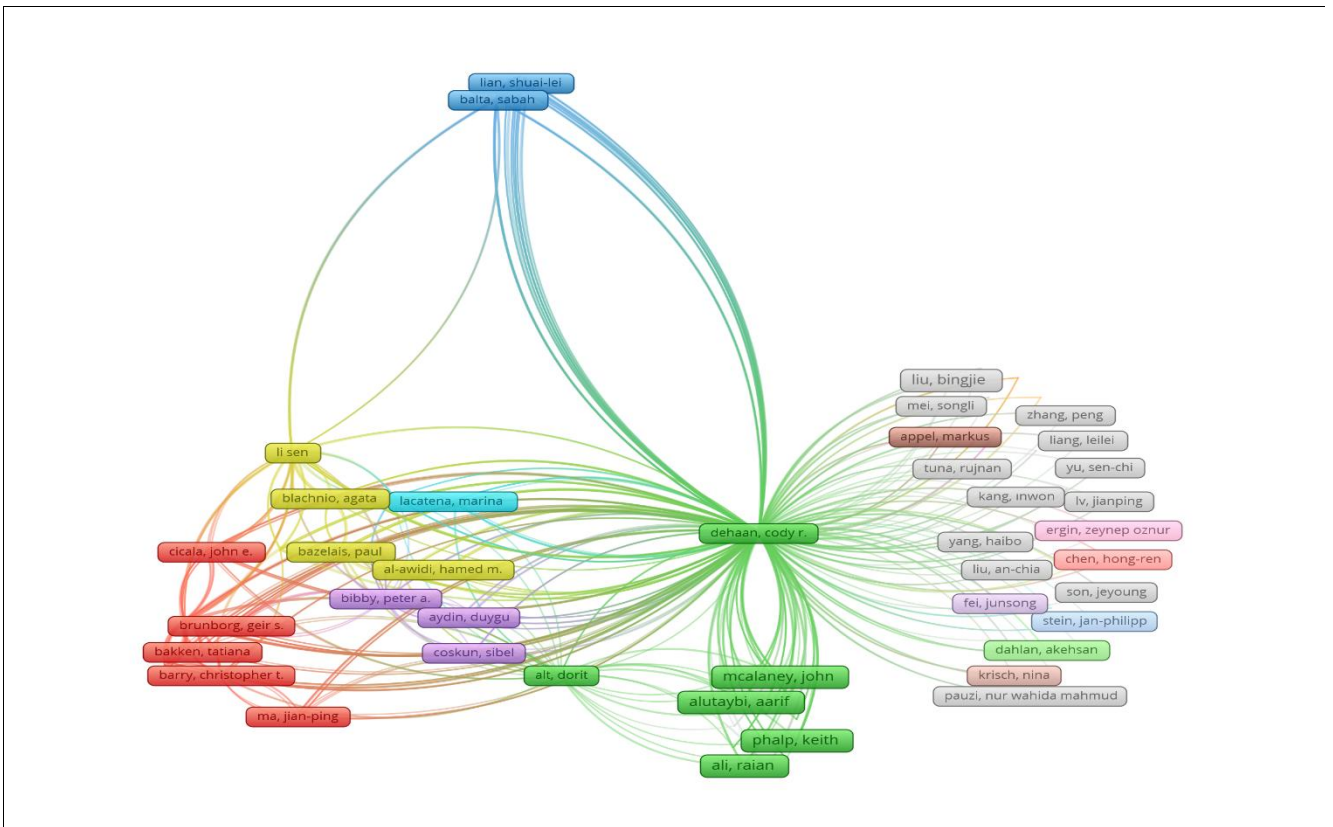 lian, shuai-lei
balta, sabah
liu, bingjie
mei, songli
zhang, peng
appel, markus
liang, leilei
li sen
tuna, rujnan
yu, sen-chi
blachnio, agata
lacatena, marina
kang, inwon
lv, jianping
dehaan, cody r.
ergin, zeynep oznur
yang, haibo
cicala, john e.
bazelais, paul
chen, hong-ren
al-awidi, hamed m.
liu, an-chia
son, jeyoung
bibby, peter a.
fei, junsong
aydin, duygu
stein, jan-philipp
brunborg, geir s.
bakken, tatiana
coskun, sibel
dahlan, akehsan
barry, christopher t.
alt, dorit
mcalaney, john
krisch, nina
pauzi, nur wahida mahmud
alutaybi, aarif
ma, jian-ping
phalp, keith
ali, raian